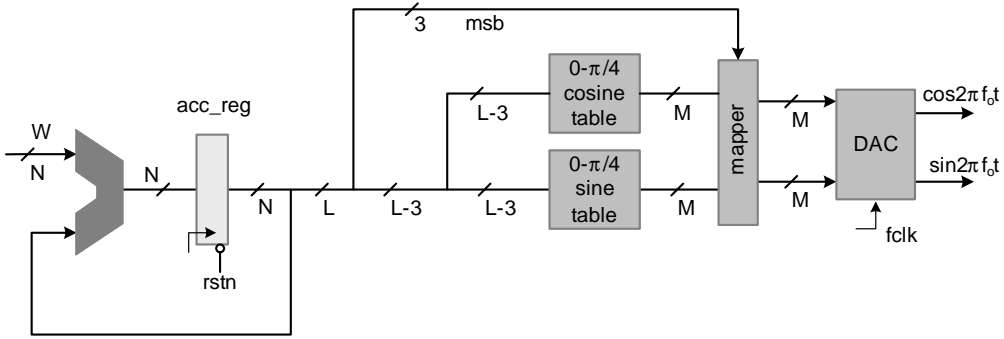 3 msb
0-π/4
cosine
table
L-3
M
mapper
M
cos2πfot
DAC
acc_reg
W
N
N
N
L
L-3
L-3
0-π/4
sine
table
M
M
sin2πfot
fclk
rstn